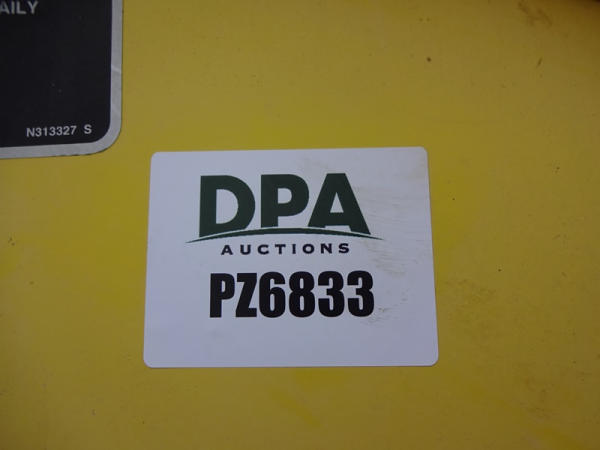 AILY
N313327 S
DPA
AUCTIONS
PZ6833